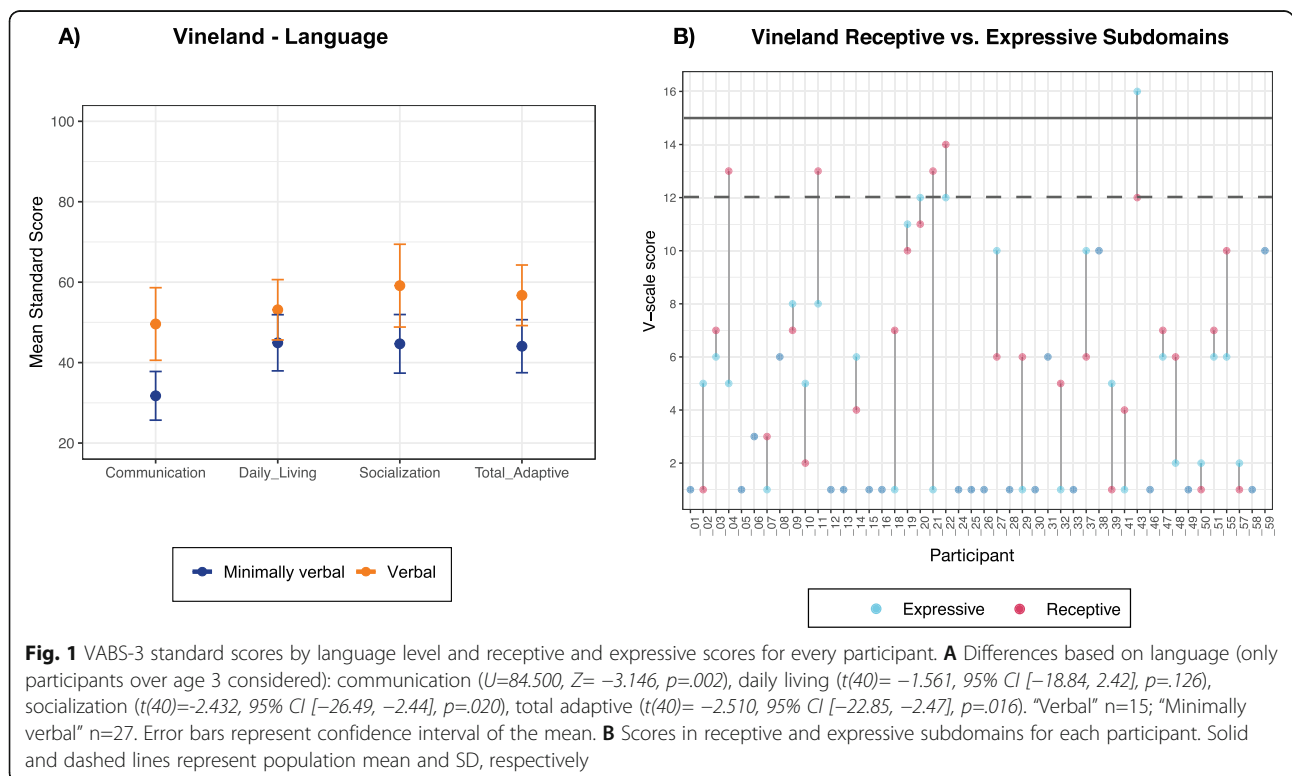 A) Vineland - Language
Mean Standard Score
100
80
60
40
20
Communication Daily_Living Socialization Total_Adaptive
Minimally verbal Verbal
B) Vineland Receptive vs. Expressive Subdomains
V−scale score
16
14
12
10
8
6
4
2
_01 _02 _03 _04 _05 _06 _07 _08 _09 _10 _11 _12 _13 _14 _15 _16 _18 _19 _20 _21 _22 _24 _25 _26 _27 _28 _29 _30 _31 _32 _33 _37 _38 _39 _41 _43 _46 _47 _48 _49 _50 _51 _55 _57 _58 _59
Participant
Expressive Receptive
Fig. 1 VABS-3 standard scores by language level and receptive and expressive scores for every participant. A Differences based on language (only
participants over age 3 considered): communication (U=84.500, Z= −3.146, p=.002), daily living (t(40)= −1.561, 95% CI [−18.84, 2.42], p=.126),
socialization (t(40)=-2.432, 95% CI [−26.49, −2.44], p=.020), total adaptive (t(40)= −2.510, 95% CI [−22.85, −2.47], p=.016). “Verbal” n=15; “Minimally
verbal” n=27. Error bars represent confidence interval of the mean. B Scores in receptive and expressive subdomains for each participant. Solid
and dashed lines represent population mean and SD, respectively